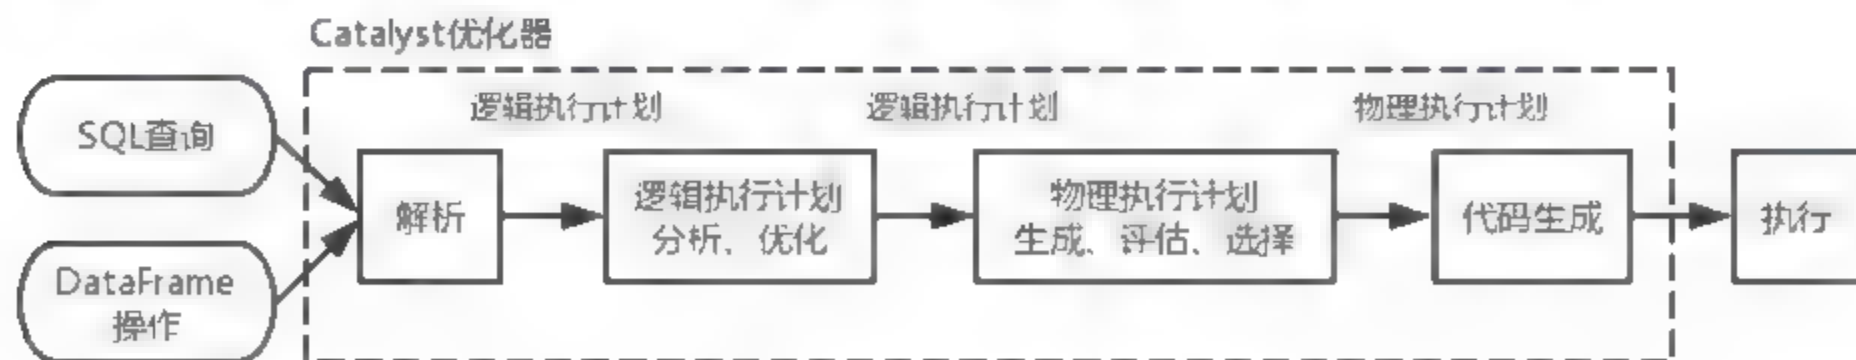 Catalyst优化器
SQL查询
DataFrame
操作
逻辑执行计划
逻辑执行计划
物理执行计划
解析
逻辑执行计划
分析、优化
物理执行计划
生成、评估、选择
代码生成
执行